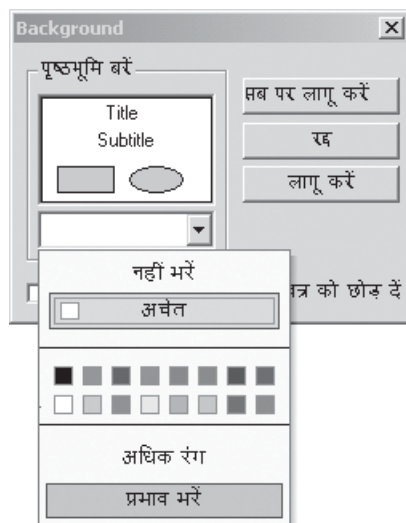 Background
पृष्ठभूमि बरें
Title
Subtitle
सब पर लागू करें
रद्द
लागू करें
को छोड़ दें
नहीं भरें
अचेत
अधिक रंग
प्रभाव भरें